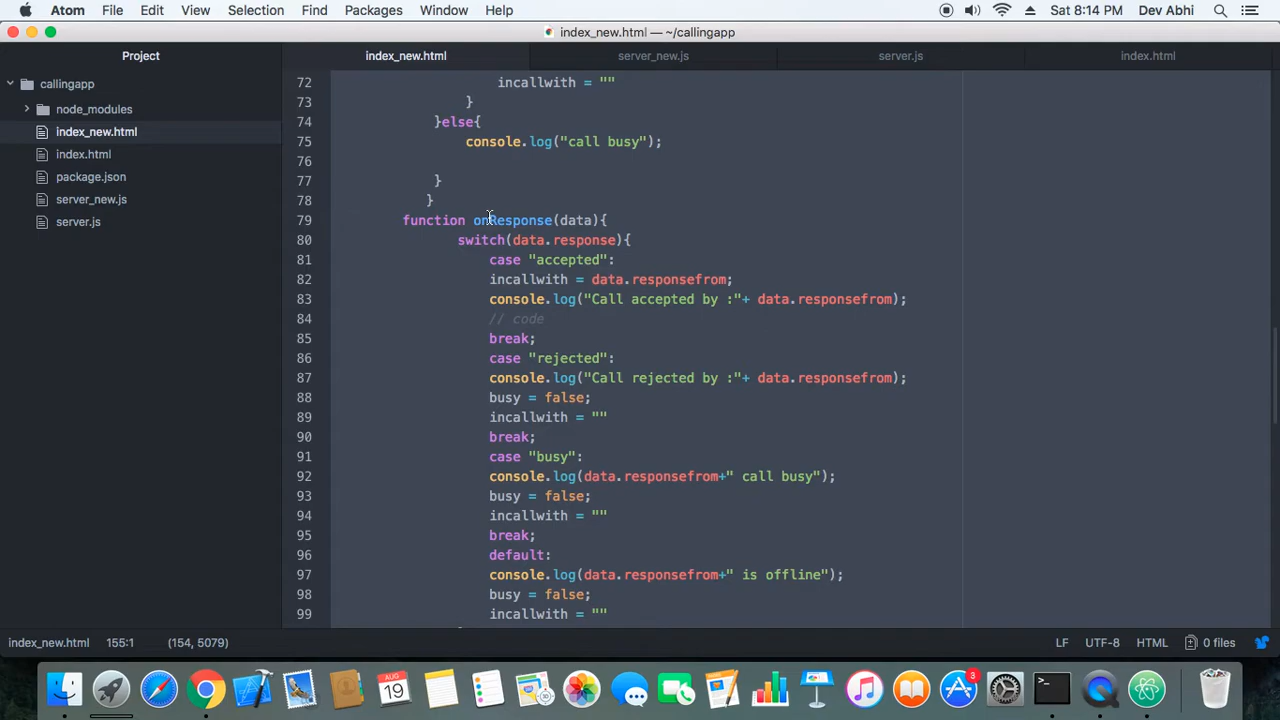 Atom File Edit View Selection Find Packages Window Help Sat 8:14 PM Dev Abhi
index_new.html — ~/callingapp
Project index_new.html server_new.js server.js index.html
callingapp
node_modules
index_new.html
index.html
package.json
server_new.js
server.js
72 incallwith = ""
73 }
74 }else{
75 console.log("call busy");
76
77 }
78 }
79 function onResponse(data){
80 switch(data.response){
81 case "accepted":
82 incallwith = data.responsefrom;
83 console.log("Call accepted by :"+ data.responsefrom);
84 // code
85 break;
86 case "rejected":
87 console.log("Call rejected by :"+ data.responsefrom);
88 busy = false;
89 incallwith = ""
90 break;
91 case "busy":
92 console.log(data.responsefrom+" call busy");
93 busy = false;
94 incallwith = ""
95 break;
96 default:
97 console.log(data.responsefrom+" is offline");
98 busy = false;
99 incallwith = ""
index_new.html 155:1 (154, 5079) LF UTF-8 HTML 0 files
AUG
19
3